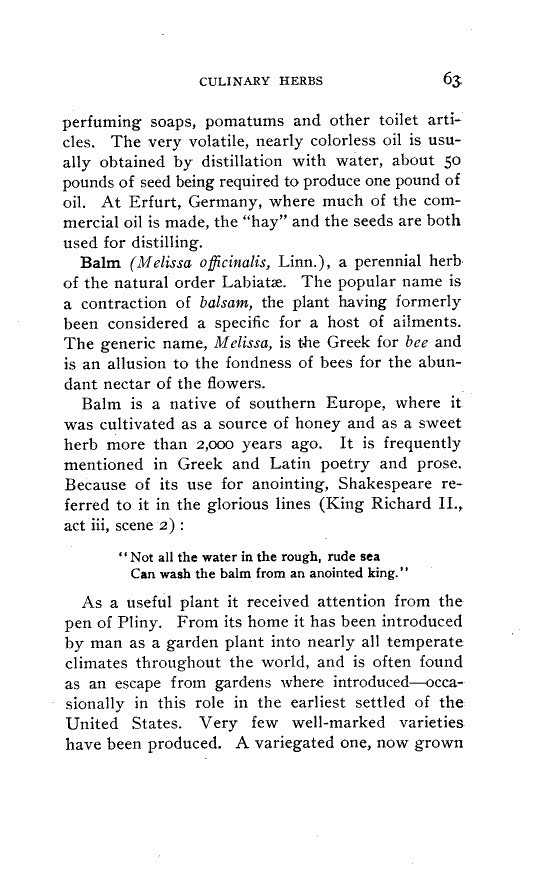 CULINARY HERBS 63
perfuming soaps, pomatums and other toilet arti-
cles. The very volatile, nearly colorless oil is usu-
ally obtained by distillation with water, about 50
pounds of seed being required to produce one pound of
oil. At Erfurt, Germany, where much of the com-
mercial oil is made, the "hay" and the seeds are both
used for distilling.
Balm (Melissa officinalis, Linn.), a perennial herb
of the natural order Labiatæ. The popular name is
a contraction of balsam, the plant having formerly
been considered a specific for a host of ailments.
The generic name, Melissa, is the Greek for bee and
is an allusion to the fondness of bees for the abun-
dant nectar of the flowers.
Balm is a native of southern Europe, where it
was cultivated as a source of honey and as a sweet
herb more than 2,000 years ago. It is frequently
mentioned in Greek and Latin poetry and prose.
Because of its use for anointing, Shakespeare re-
ferred to it in the glorious lines (King Richard II.,
act iii, scene 2) :
"Not all the water in the rough, rude sea
Can wash the balm from an anointed king."
As a useful plant it received attention from the
pen of Pliny. From its home it has been introduced
by man as a garden plant into nearly all temperate
climates throughout the world, and is often found
as an escape from gardens where introduced—occa-
sionally in this role in the earliest settled of the
United States. Very few well-marked varieties
have been produced. A variegated one, now grown